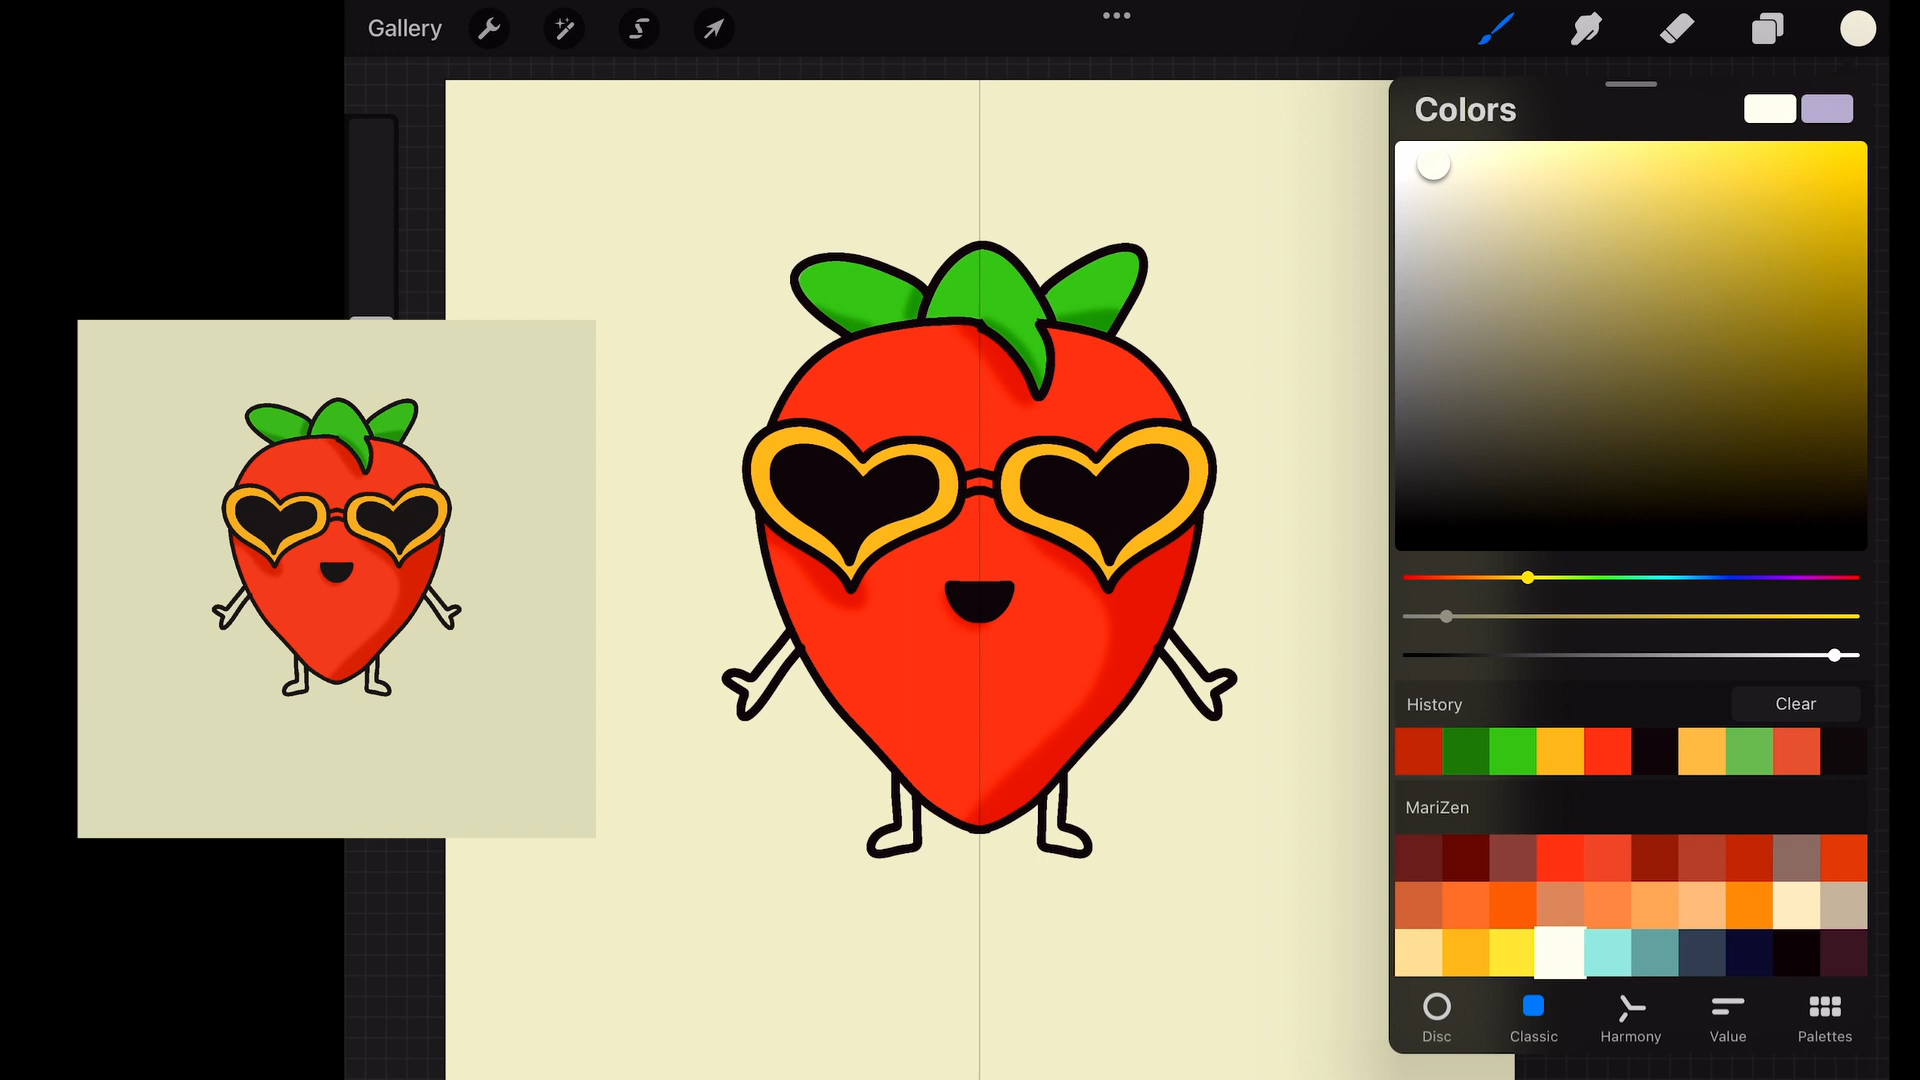 Gallery
Colors
History
Clear
MariZen
Disc
Classic
Harmony
Value
Palettes